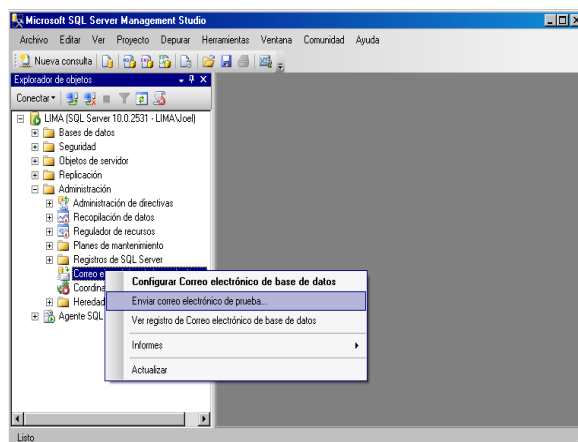 Microsoft SQL Server Management Studio
Archivo Editar Ver Proyecto Depurar Herramientas Ventana Comunidad Ayuda
Nueva consulta
Explorador de objetos
Conectar
LIMA (SQL Server 10.0.2531 - LIMA\Joel)
Bases de datos
Seguridad
Objetos de servidor
Replicación
Administración
Administración de directivas
Recopilación de datos
Regulador de recursos
Planes de mantenimiento
Registros de SQL Server
Correo e
Coordina
Heredad
Agente SQL
Configurar Correo electrónico de base de datos
Enviar correo electrónico de prueba...
Ver registro de Correo electrónico de base de datos
Informes
Actualizar
Listo